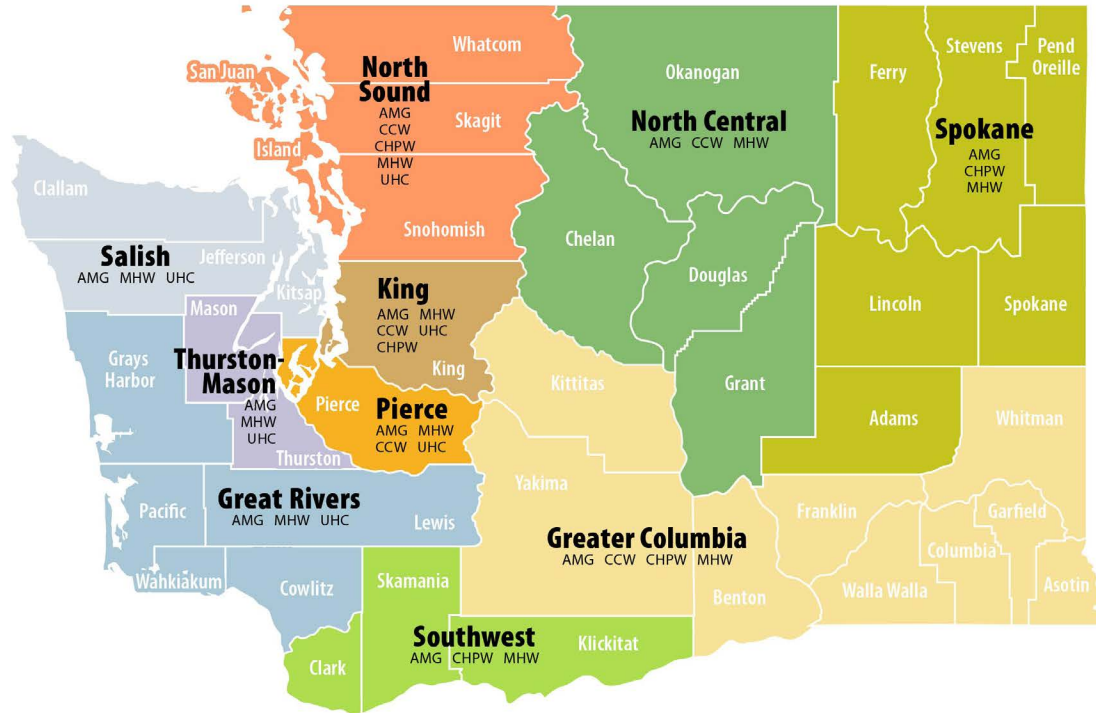 Whatcom
San Juan
North
Sound
AMG
CCW
CHPW
MHW
UHC
Skagit
Island
Snohomish
Okanogan
North Central
AMG CCW MHW
Chelan
Douglas
Grant
Ferry
Stevens
Pend
Oreille
Spokane
AMG
CHPW
MHW
Lincoln
Spokane
Adams
Clallam
Salish
AMG MHW UHC
Jefferson
Kitsap
King
AMG MHW
CCW UHC
CHPW
King
Mason
Thurston-
Mason
AMG
MHW
UHC
Thurston
Pierce
Pierce
AMG MHW
CCW UHC
Grays
Harbor
Great Rivers
AMG MHW UHC
Lewis
Pacific
Wahkiakum
Cowlitz
Kittitas
Yakima
Greater Columbia
AMG CCW CHPW MHW
Benton
Franklin
Walla Walla
Columbia
Garfield
Asotin
Whitman
Skamania
Southwest
AMG CHPW MHW
Klickitat
Clark